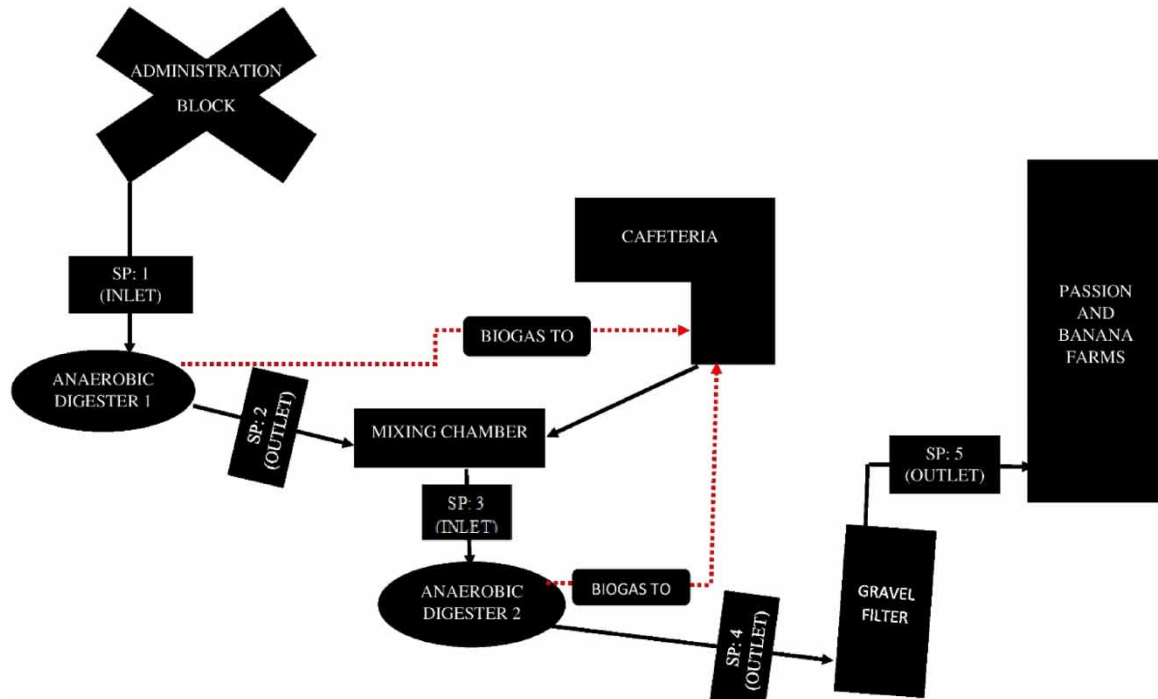 ADMINISTRATION
BLOCK
SP: 1
(INLET)
ANAEROBIC
DIGESTER 1
SP: 2
(OUTLET)
BIOGAS TO
CAFETERIA
MIXING CHAMBER
SP: 3
(INLET)
ANAEROBIC
DIGESTER 2
BIOGAS TO
SP: 4
(OUTLET)
GRAVEL
FILTER
SP: 5
(OUTLET)
PASSION
AND
BANANA
FARMS